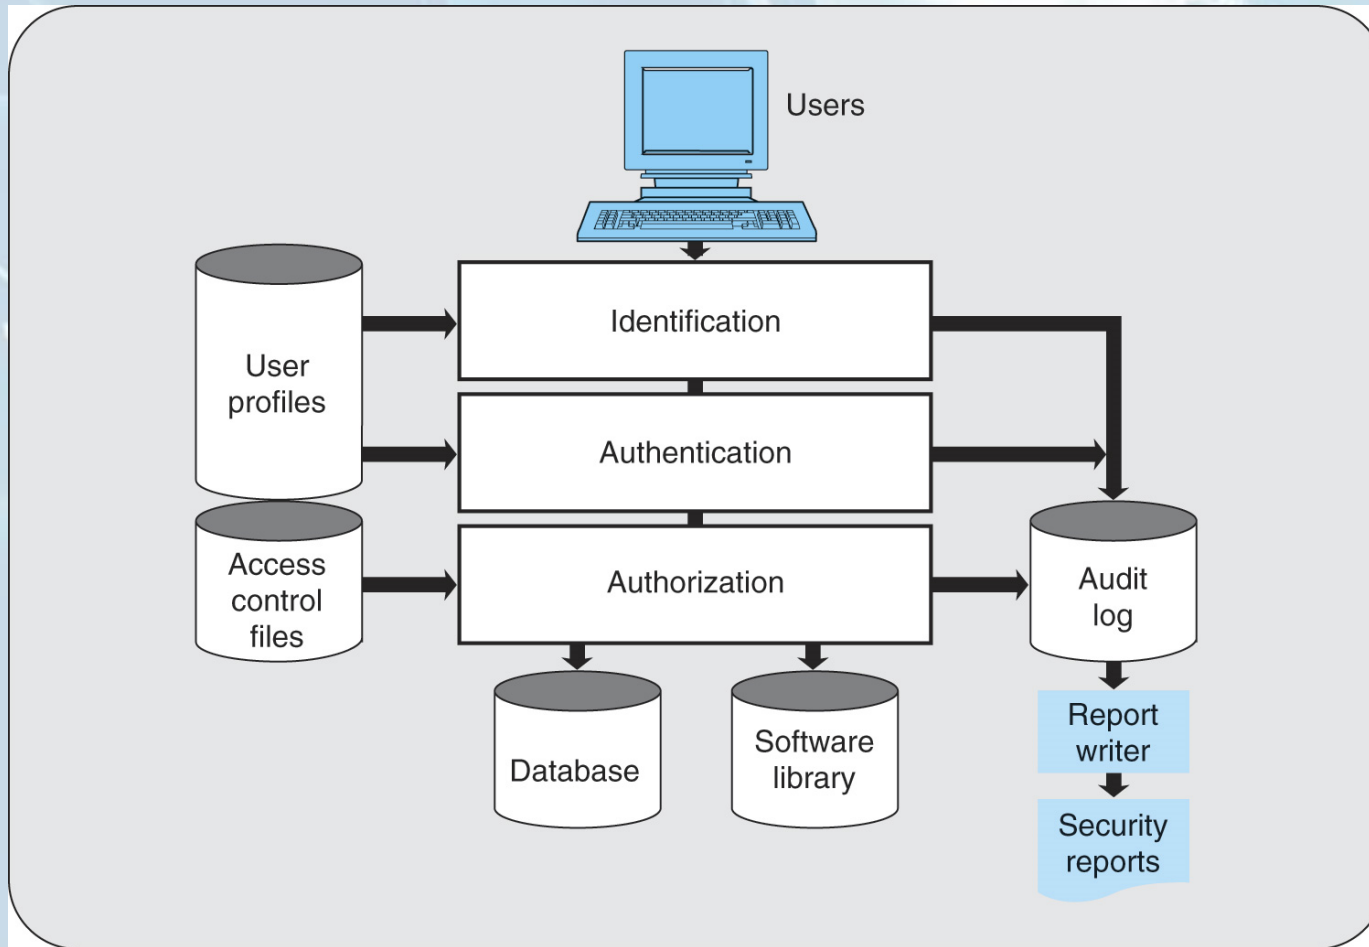 Users
Identification
User
profiles
Authentication
Access
control
files
Authorization
Audit
log
Database
Software
library
Report
writer
Security
reports